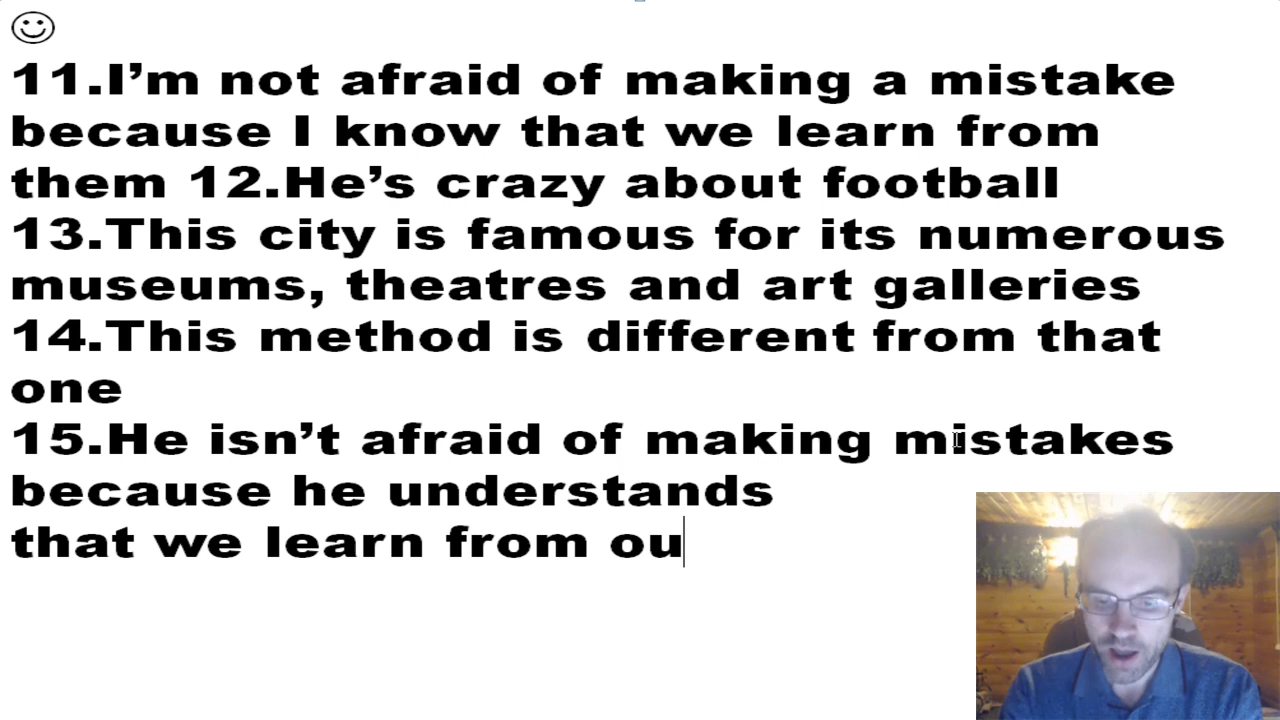 11.I’m not afraid of making a mistake
because I know that we learn from
them 12.He’s crazy about football
13.This city is famous for its numerous
museums, theatres and art galleries
14.This method is different from that
one
15.He isn’t afraid of making mistakes
because he understands
that we learn from ou